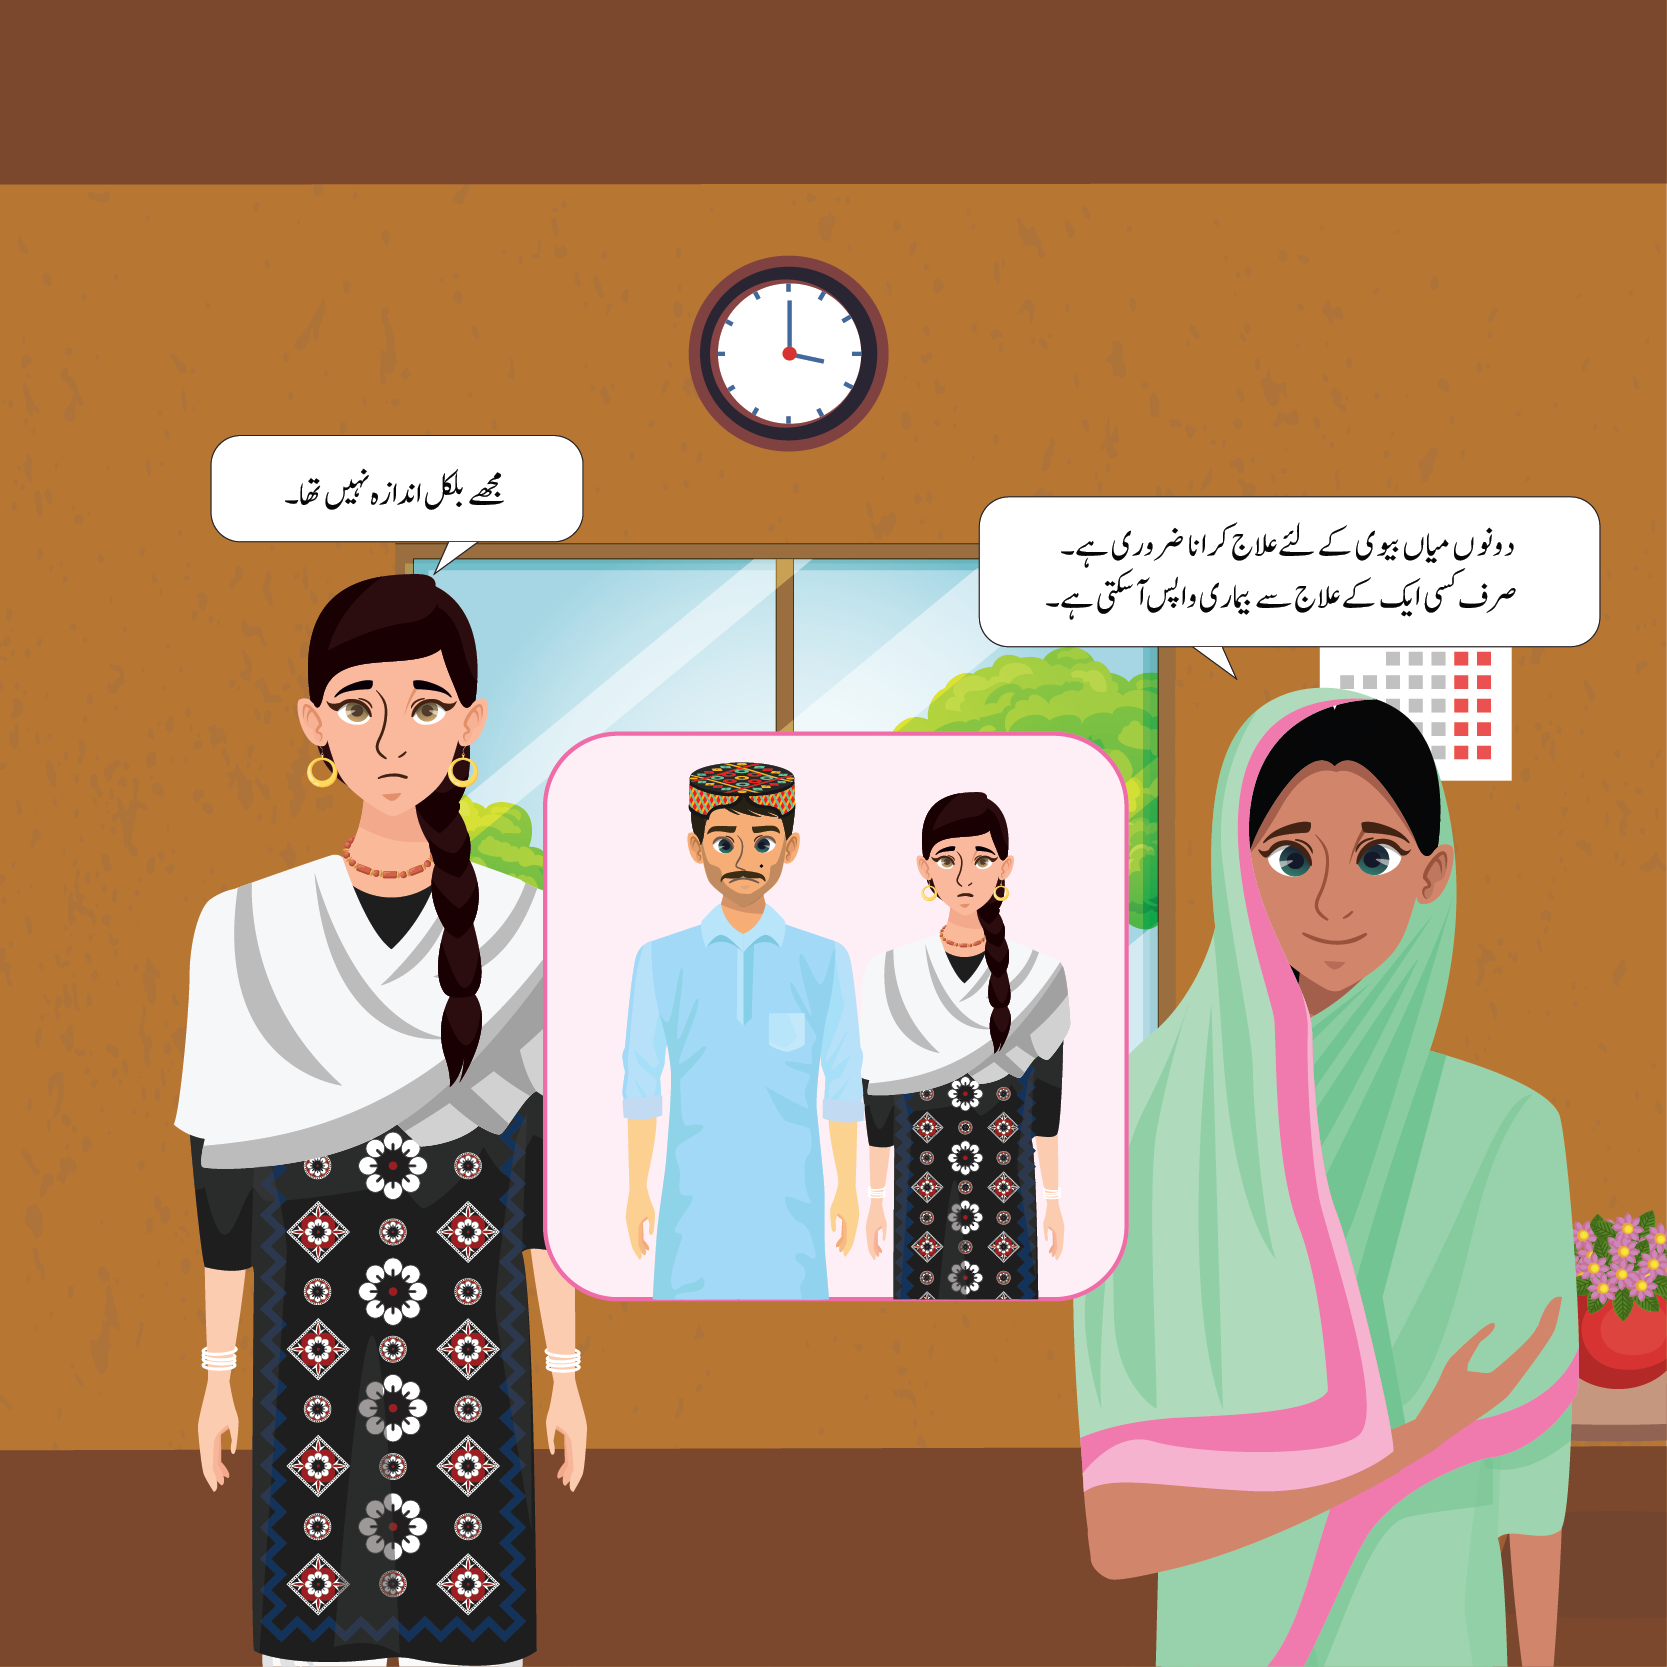 مجھے بلکل اندازہ نہیں تھا۔
دونوں میاں بیوی کے لئے علاج کرانا ضروری ہے۔
صرف کسی ایک کے علاج سے بیماری واپس آ سکتی ہے۔